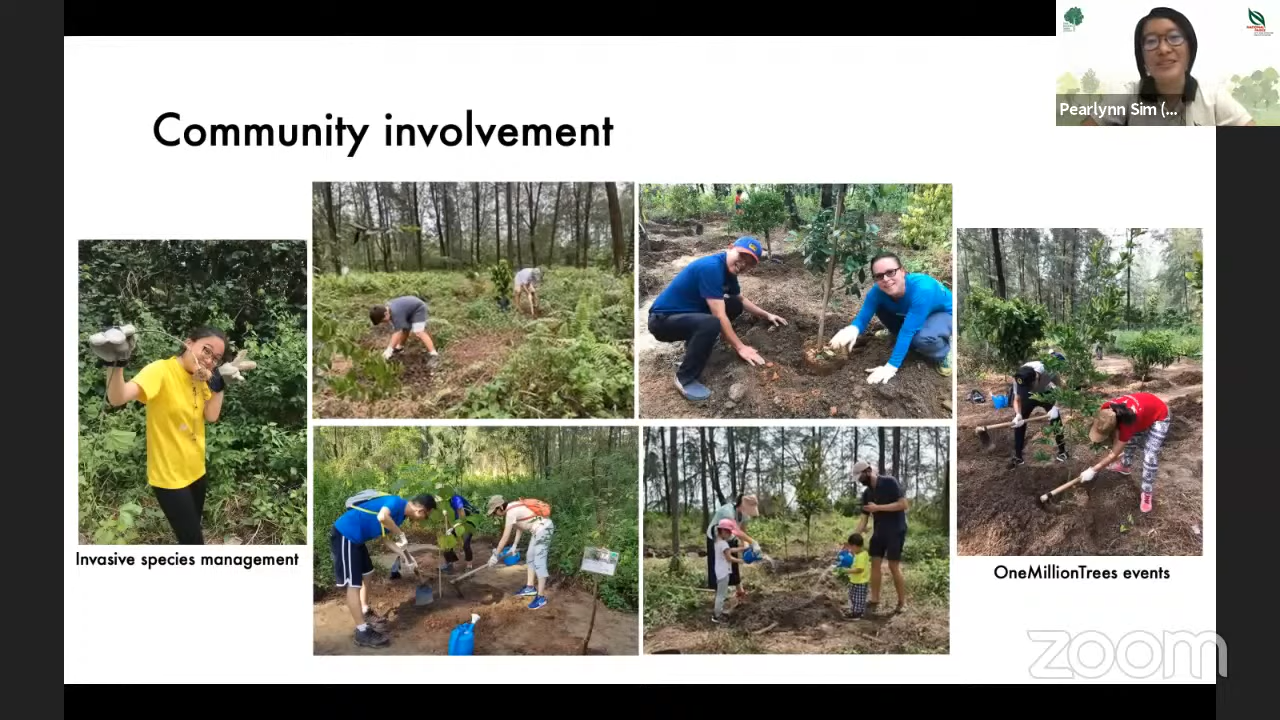 Community involvement
Pearlynn Sim (...
Invasive species management
OneMillionTrees events
zoom